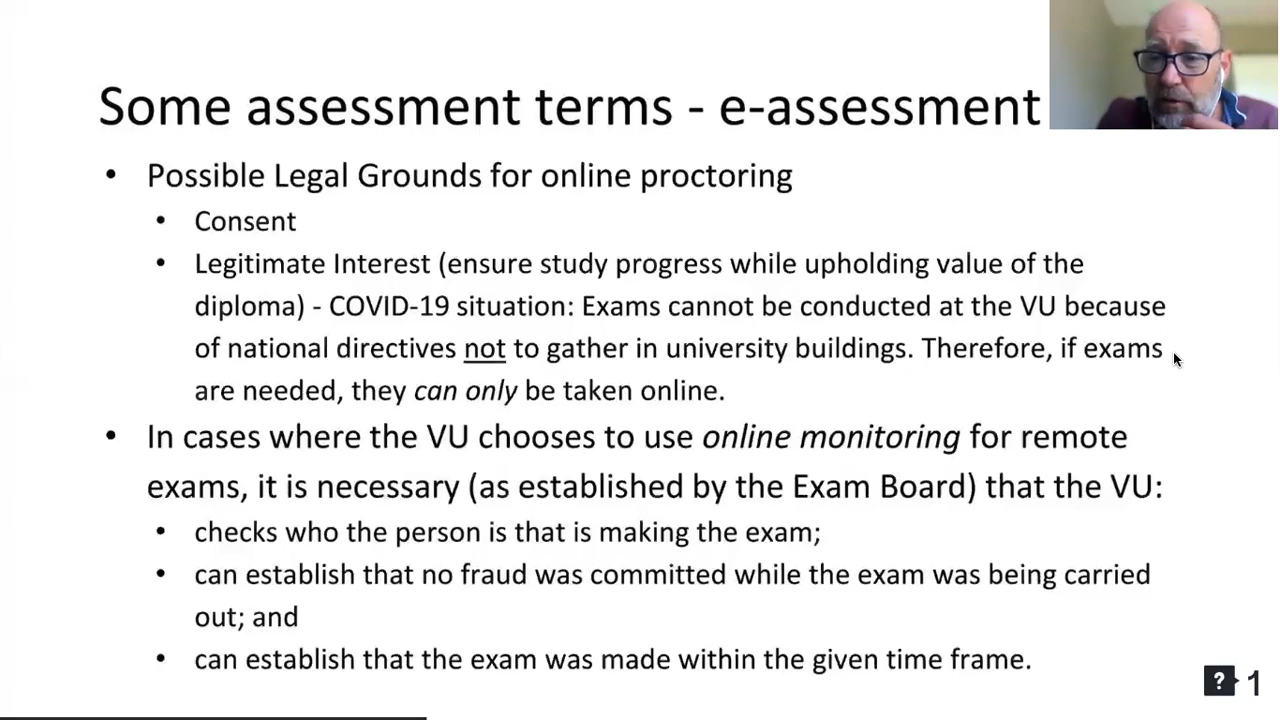 Some assessment terms - e-assessment
• Possible Legal Grounds for online proctoring
• Consent
• Legitimate Interest (ensure study progress while upholding value of the
diploma) - COVID-19 situation: Exams cannot be conducted at the VU because
of national directives not to gather in university buildings. Therefore, if exams
are needed, they can only be taken online.
• In cases where the VU chooses to use online monitoring for remote
exams, it is necessary (as established by the Exam Board) that the VU:
• checks who the person is that is making the exam;
• can establish that no fraud was committed while the exam was being carried
out; and
• can establish that the exam was made within the given time frame.
? 1